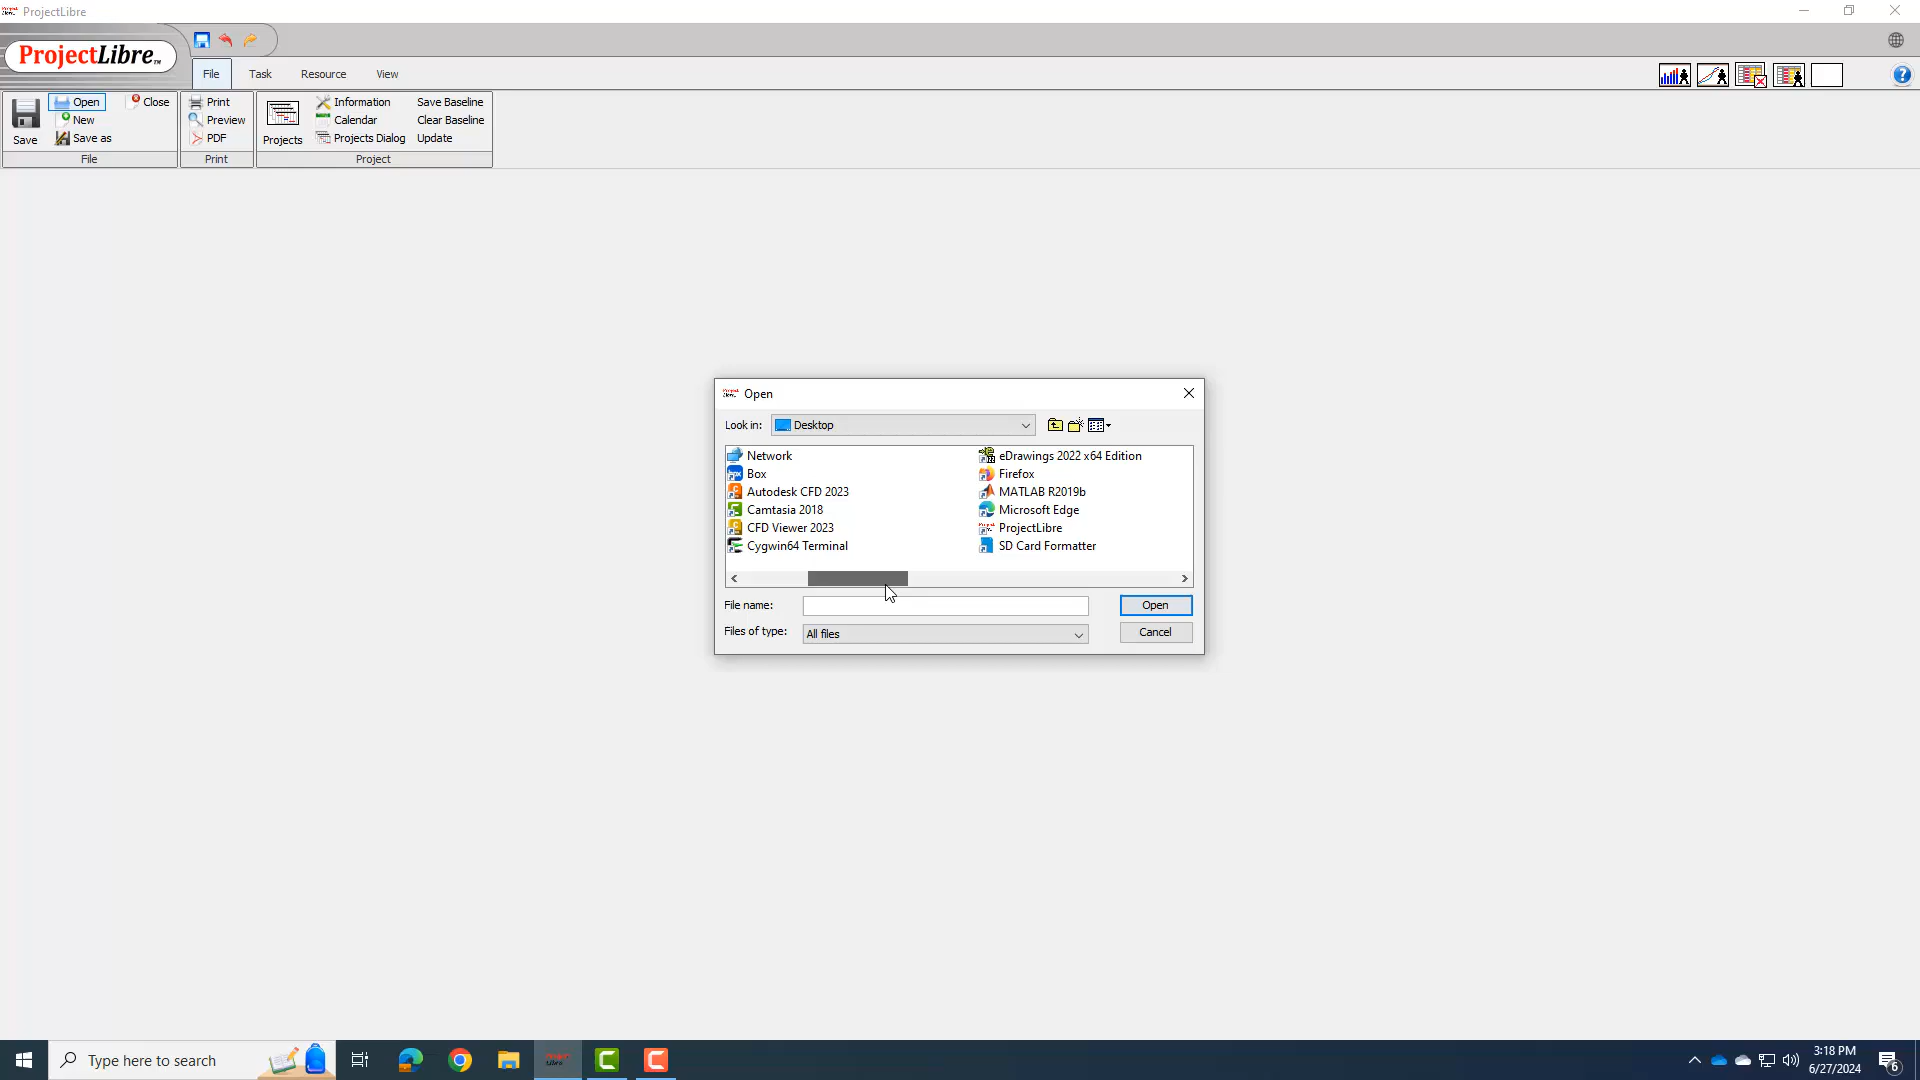 ProjectLibre
ProjectLibre™
File Task Resource View
Save
Open
Close
New
Save as
File
Print
Preview
PDF
Print
Projects
Information
Calendar
Projects Dialog
Save Baseline
Clear Baseline
Update
Project
Open
Look in: Desktop
Network
Box
Autodesk CFD 2023
Camtasia 2018
CFD Viewer 2023
Cygwin64 Terminal
eDrawings 2022 x64 Edition
Firefox
MATLAB R2019b
Microsoft Edge
ProjectLibre
SD Card Formatter
File name:
Open
Files of type: All files
Cancel
Type here to search
3:18 PM
6/27/2024
6